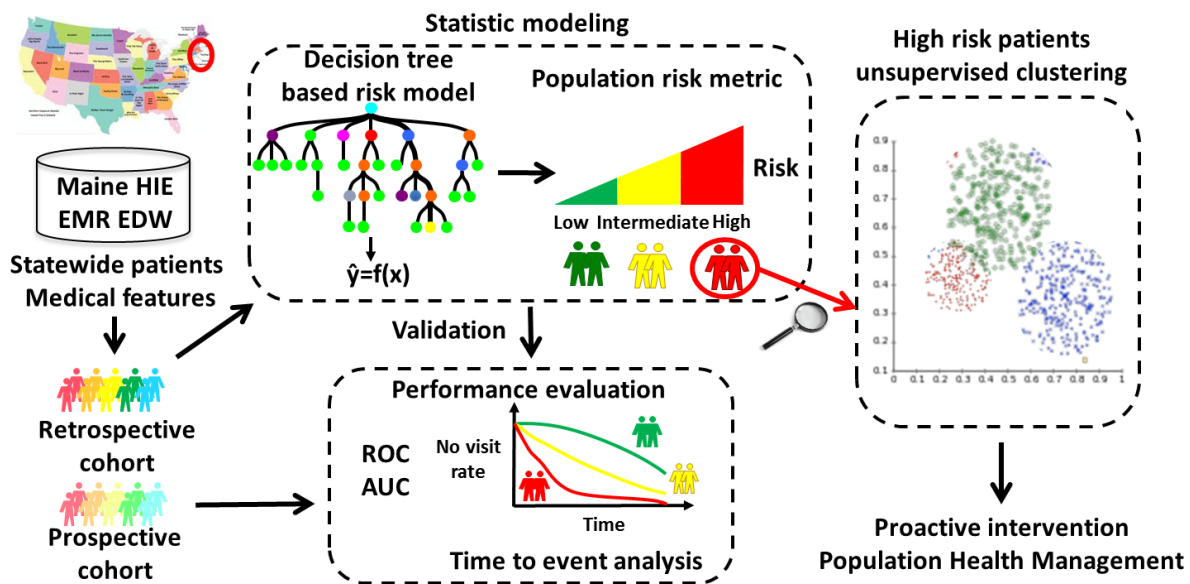 Statistic modeling
Decision tree
based risk model
Population risk metric
Risk
Low Intermediate High
ŷ=f(x)
Maine HIE
EMR EDW
Statewide patients
Medical features
Retrospective
cohort
Prospective
cohort
Validation
Performance evaluation
ROC
AUC
No visit
rate
Time
Time to event analysis
High risk patients
unsupervised clustering
0.9
0.8
0.7
0.6
0.5
0.4
0.3
0.2
0.1
0 0.1 0.2 0.3 0.4 0.5 0.6 0.7 0.8 0.9 1
Proactive intervention
Population Health Management